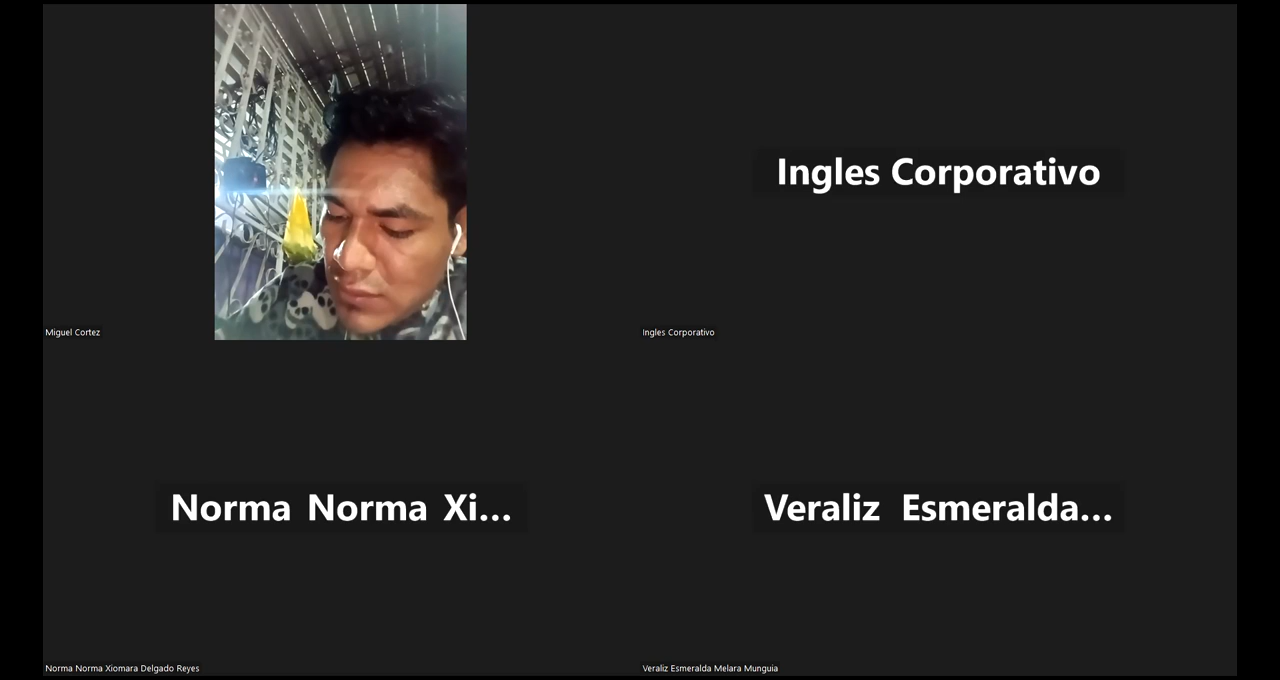 Ingles Corporativo
Miguel Cortez
Ingles Corporativo
Norma Norma Xi...
Veraliz Esmeralda...
Norma Norma Xiomara Delgado Reyes
Veraliz Esmeralda Melara Munguia